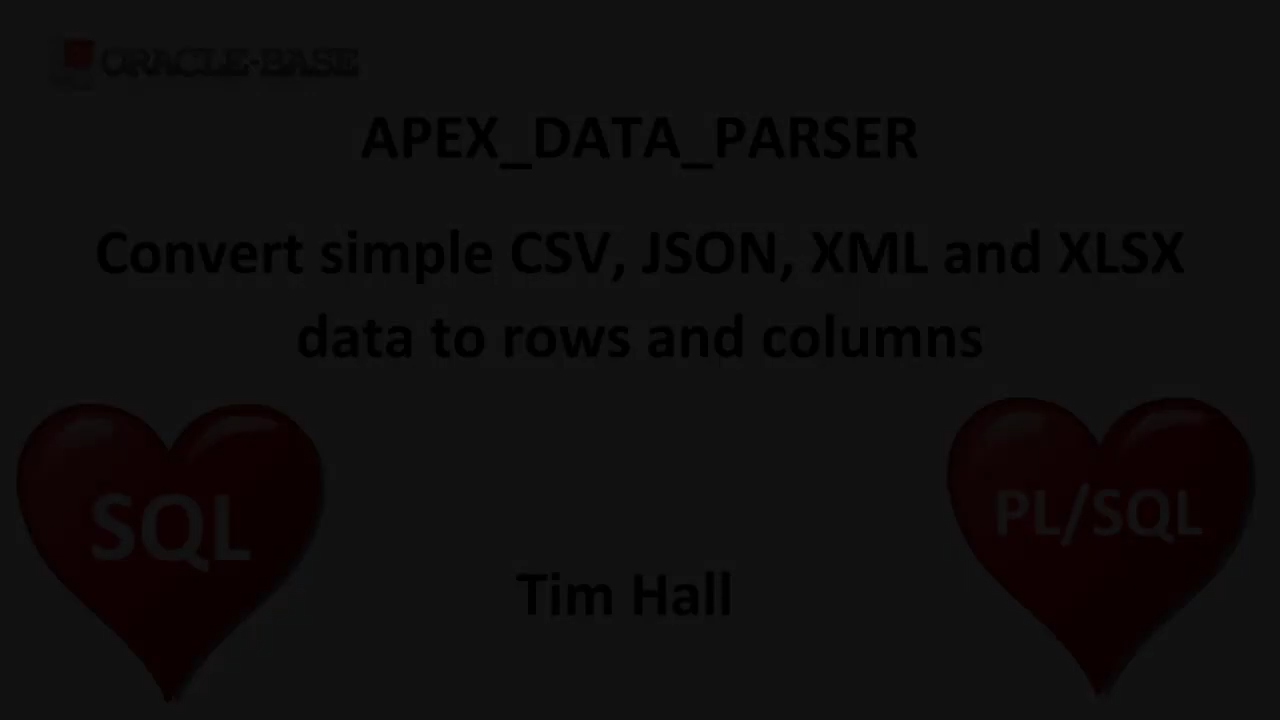 ORACLE-BASE
APEX_DATA_PARSER
Convert simple CSV, JSON, XML and XLSX
data to rows and columns
SQL
PL/SQL
Tim Hall